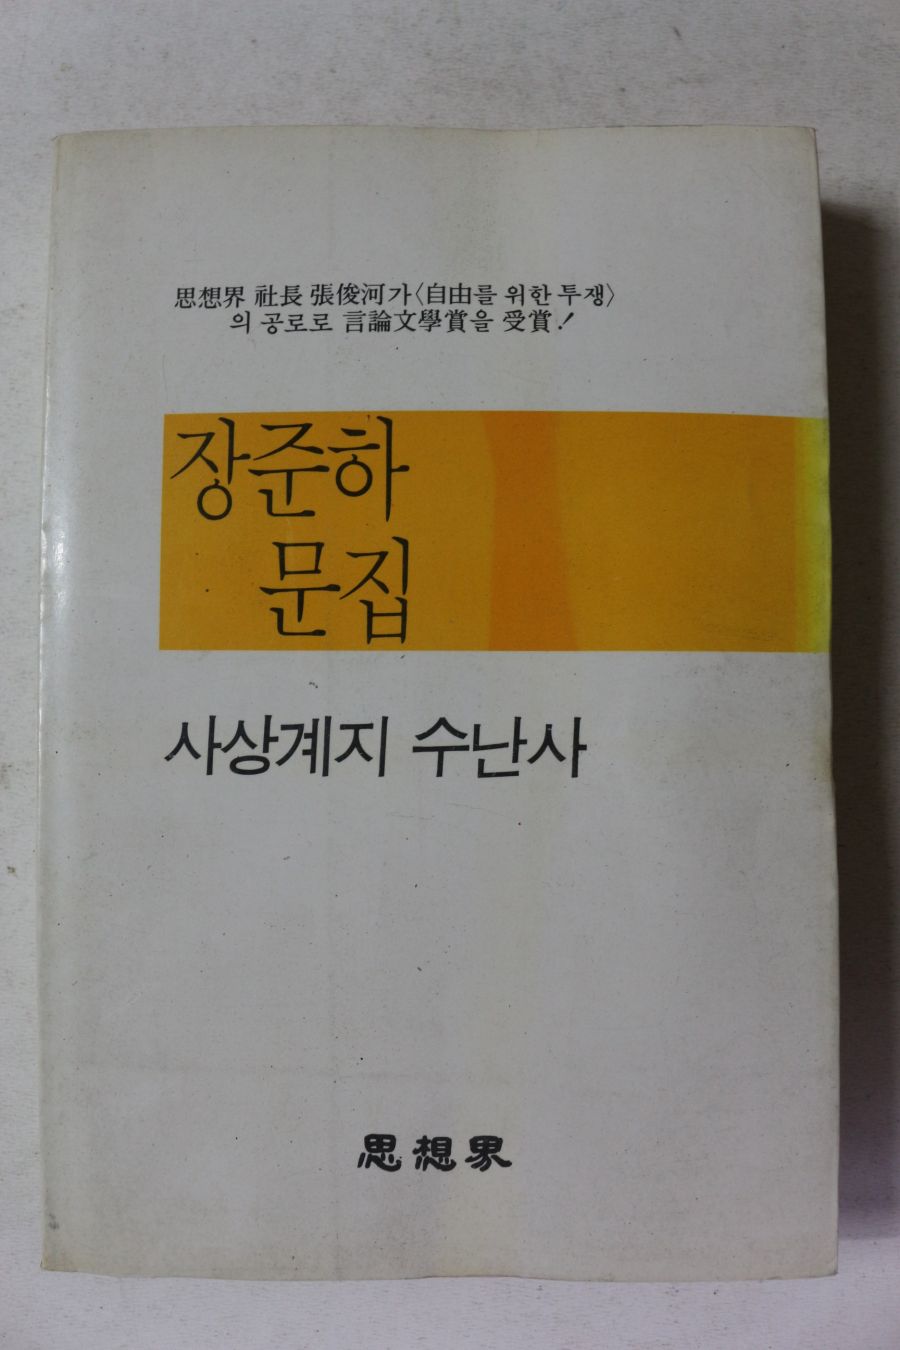 思想界 社長 張俊河가〈自由를 위한 투쟁〉
의 공로로 言論文學賞을 受賞!
장준하
문집
사상계지 수난사
思想界